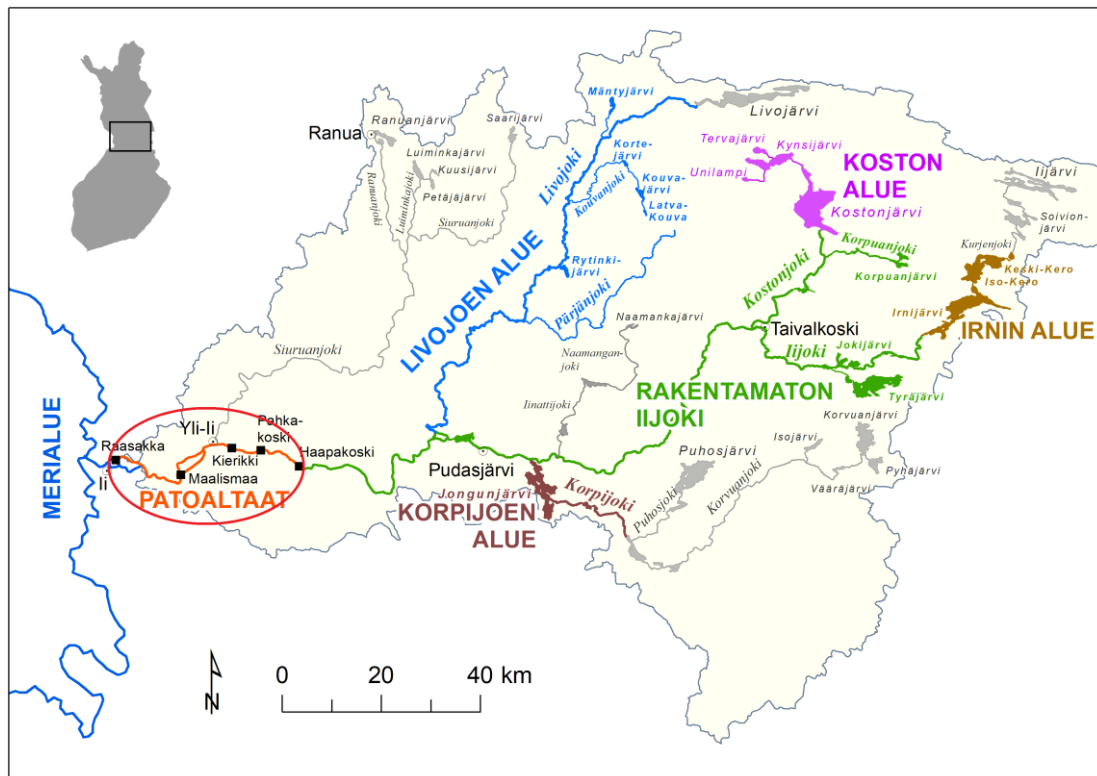 Mäntyjärvi
Livojärvi
Ranua
Ranuanjärvi
Saarijärvi
Luiminkajärvi
Kuusijärvi
Petäjäjärvi
Ranuanjoki
Luiminkajoki
Siuruanjoki
Livojoki
Korte-
järvi
Kouvanjoki
Kouva-
järvi
Latva-
Kouva
Tervajärvi
Kynsijärvi
Unilampi
KOSTON
ALUE
Kostonjärvi
Iijärvi
Soivion-
järvi
Kurjenjoki
Keski-Kero
Iso-Kero
Irnijärvi
IRNIN ALUE
Korpuanjoki
Korpuanjärvi
Kostonjoki
LIVOJOEN ALUE
Rytinki-
järvi
Pärjänjoki
Naamankajärvi
Naamangan-
joki
Iinattijoki
Taivalkoski
Jokijärvi
Iijoki
Tyräjärvi
RAKENTAMATON
IIJOKI
Siuruanjoki
MERIALUE
Raasakka
Ii
Yli-Ii
Pahka-
koski
Kierikki
Haapakoski
Maalismaa
PATOALTAAT
Pudasjärvi
Jongunjärvi
Korpijoki
KORPIJOEN
ALUE
Puhosjärvi
Puhosjoki
Korvuanjoki
Isojärvi
Korvuanjärvi
Pyhäjärvi
Vääräjärvi
N
0 20 40 km